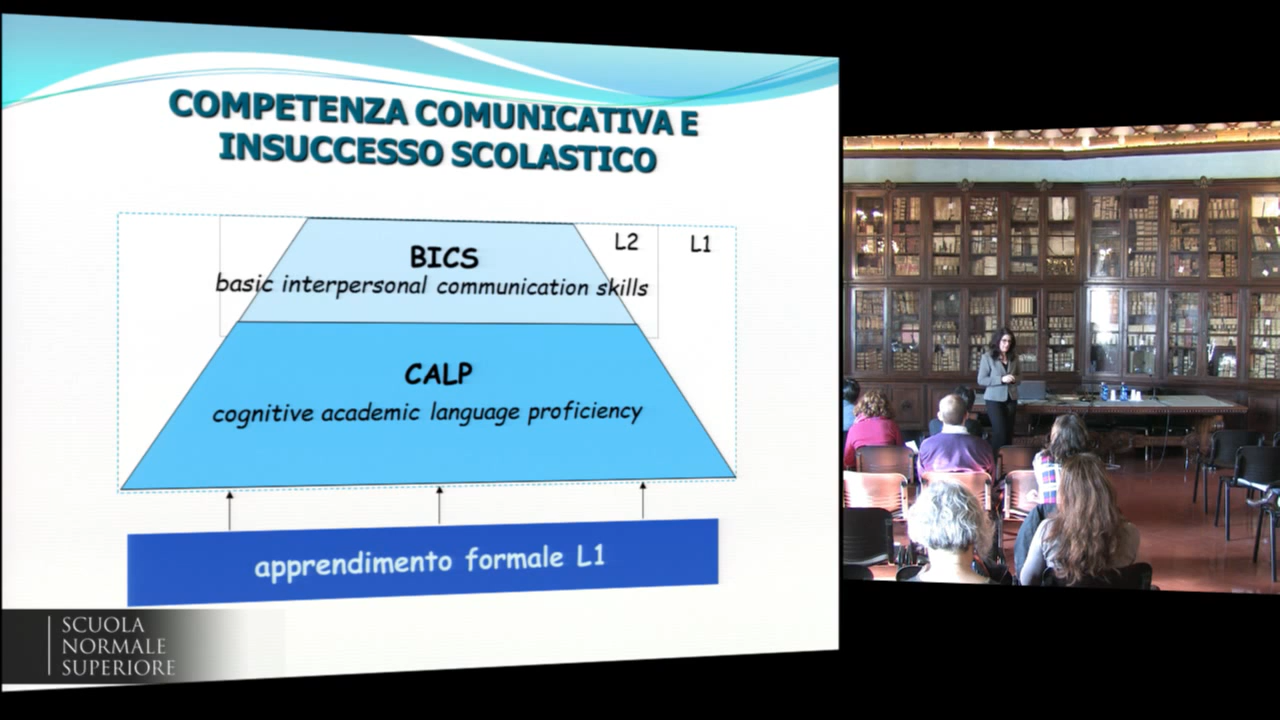 COMPETENZA COMUNICATIVA E
INSUCCESSO SCOLASTICO
BICS
L2
L1
basic interpersonal communication skills
CALP
cognitive academic language proficiency
apprendimento formale L1
SCUOLA
NORMALE
SUPERIORE